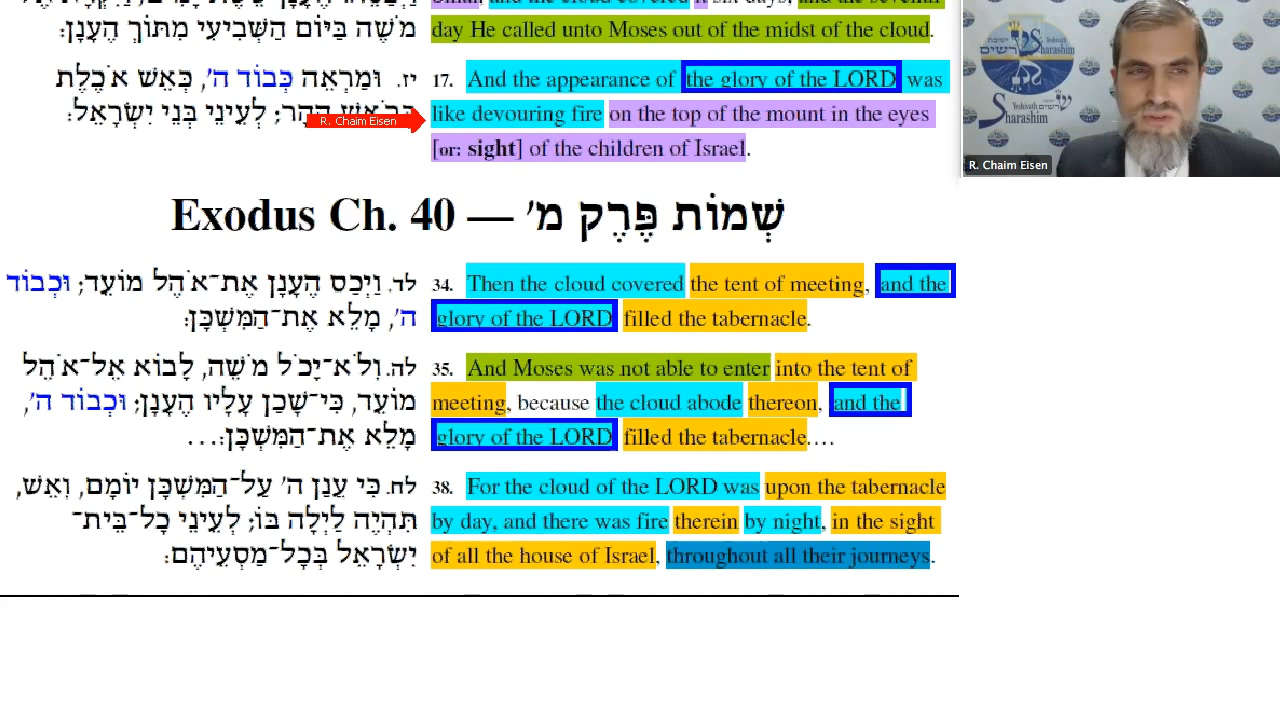 day He called unto Moses out of the midst of the cloud.
מֹשֶׁה בַּיּוֹם הַשְּׁבִיעִי מִתּוֹךְ הֶעָנָן:
17. And the appearance of the glory of the LORD was
like devouring fire on the top of the mount in the eyes
[or: sight] of the children of Israel.
יז. וּמַרְאֵה כְּבוֹד ה', כְּאֵשׁ אֹכֶלֶת
הָהָר; לְעֵינֵי בְּנֵי יִשְׂרָאֵל:
R. Chaim Eisen
Exodus Ch. 40 — שְׁמוֹת פֶּרֶק מ'
34. Then the cloud covered the tent of meeting, and the
glory of the LORD filled the tabernacle.
לד. וַיְכַס הֶעָנָן אֶת־אֹהֶל מוֹעֵד; וּכְבוֹד
ה', מָלֵא אֶת־הַמִּשְׁכָּן:
35. And Moses was not able to enter into the tent of
meeting, because the cloud abode thereon, and the
glory of the LORD filled the tabernacle....
לה. וְלֹא־יָכֹל מֹשֶׁה, לָבוֹא אֶל־אֹהֶל
מוֹעֵד, כִּי־שָׁכַן עָלָיו הֶעָנָן; וּכְבוֹד ה',
מָלֵא אֶת־הַמִּשְׁכָּן:...
38. For the cloud of the LORD was upon the tabernacle
by day, and there was fire therein by night, in the sight
of all the house of Israel, throughout all their journeys.
לח. כִּי עֲנַן ה' עַל־הַמִּשְׁכָּן יוֹמָם, וְאֵשׁ,
תִּהְיֶה לַיְלָה בּוֹ; לְעֵינֵי כָל־בֵּית־
יִשְׂרָאֵל בְּכָל־מַסְעֵיהֶם:
Yeshivath
Sharashim
Yeshivath
Sharashim
R. Chaim Eisen